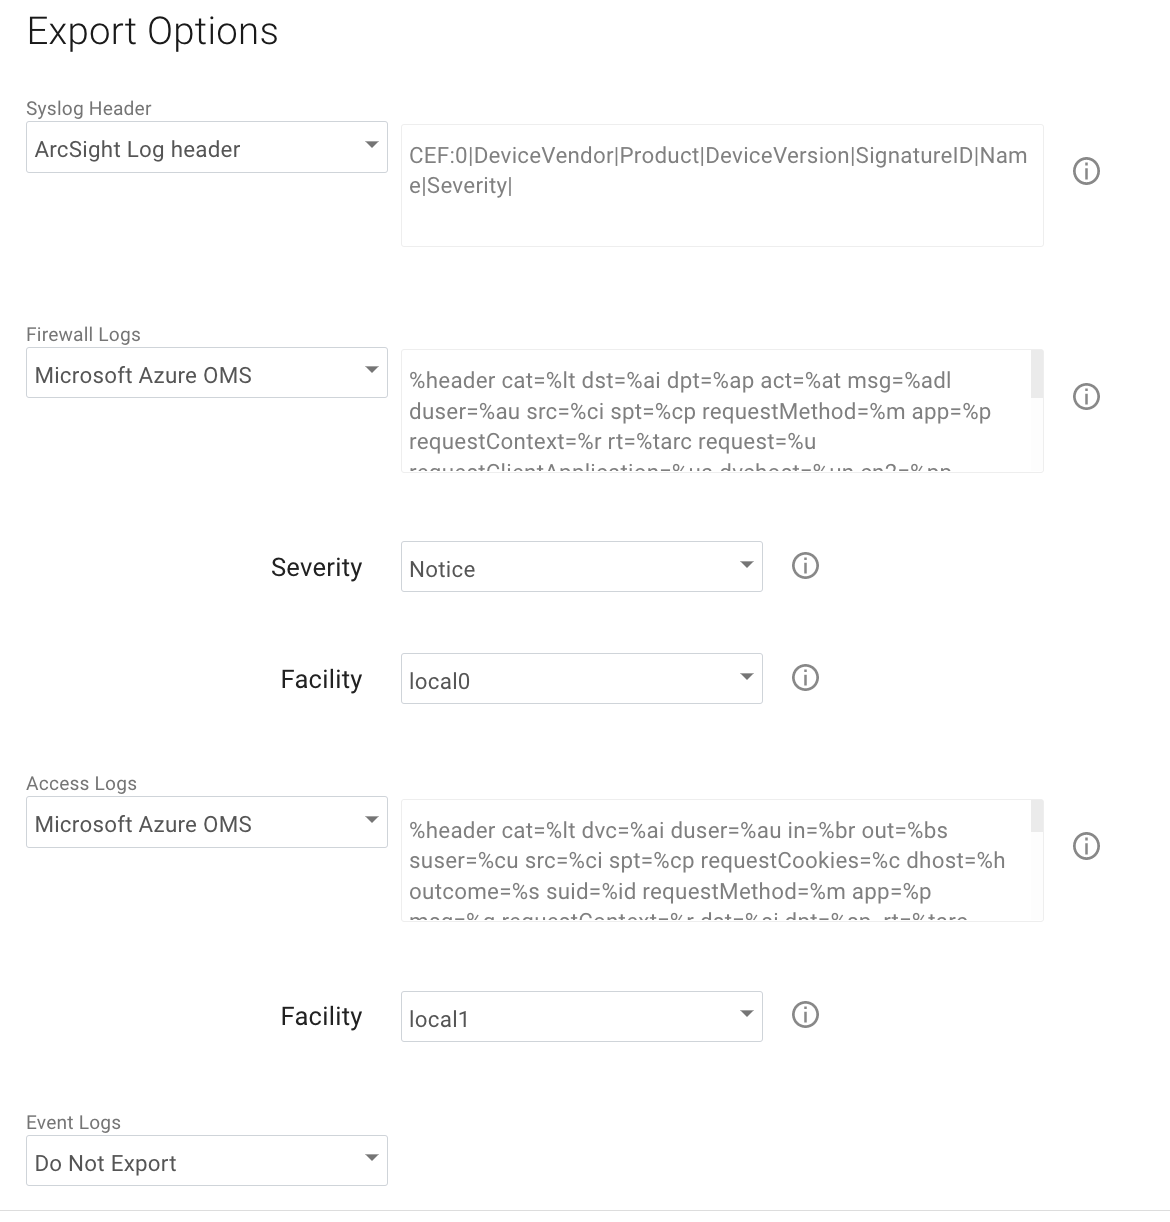 Export Options
Syslog Header
ArcSight Log header
CEF:0|DeviceVendor|Product|DeviceVersion|SignatureID|Nam
e|Severity|
Firewall Logs
Microsoft Azure OMS
%header cat=%lt dst=%ai dpt=%ap act=%at msg=%adl
duser=%au src=%ci spt=%cp requestMethod=%m app=%p
requestContext=%r rt=%tarc request=%u
Severity
Notice
Facility
local0
Access Logs
Microsoft Azure OMS
%header cat=%lt dvc=%ai duser=%au in=%br out=%bs
suser=%cu src=%ci spt=%cp requestCookies=%c dhost=%h
outcome=%s suid=%id requestMethod=%m app=%p
Facility
local1
Event Logs
Do Not Export